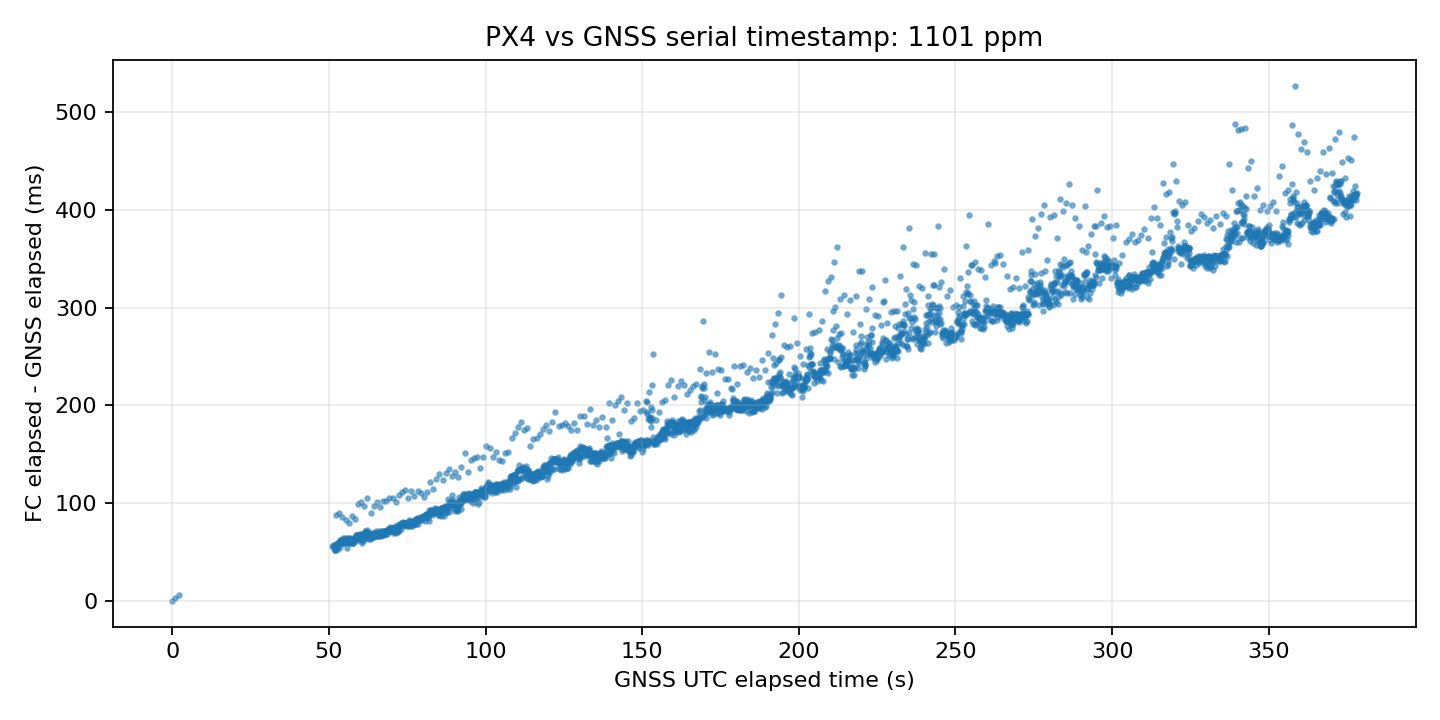 PX4 vs GNSS serial timestamp: 1101 ppm
FC elapsed - GNSS elapsed (ms)
500
400
300
200
100
0
0 50 100 150 200 250 300 350
GNSS UTC elapsed time (s)